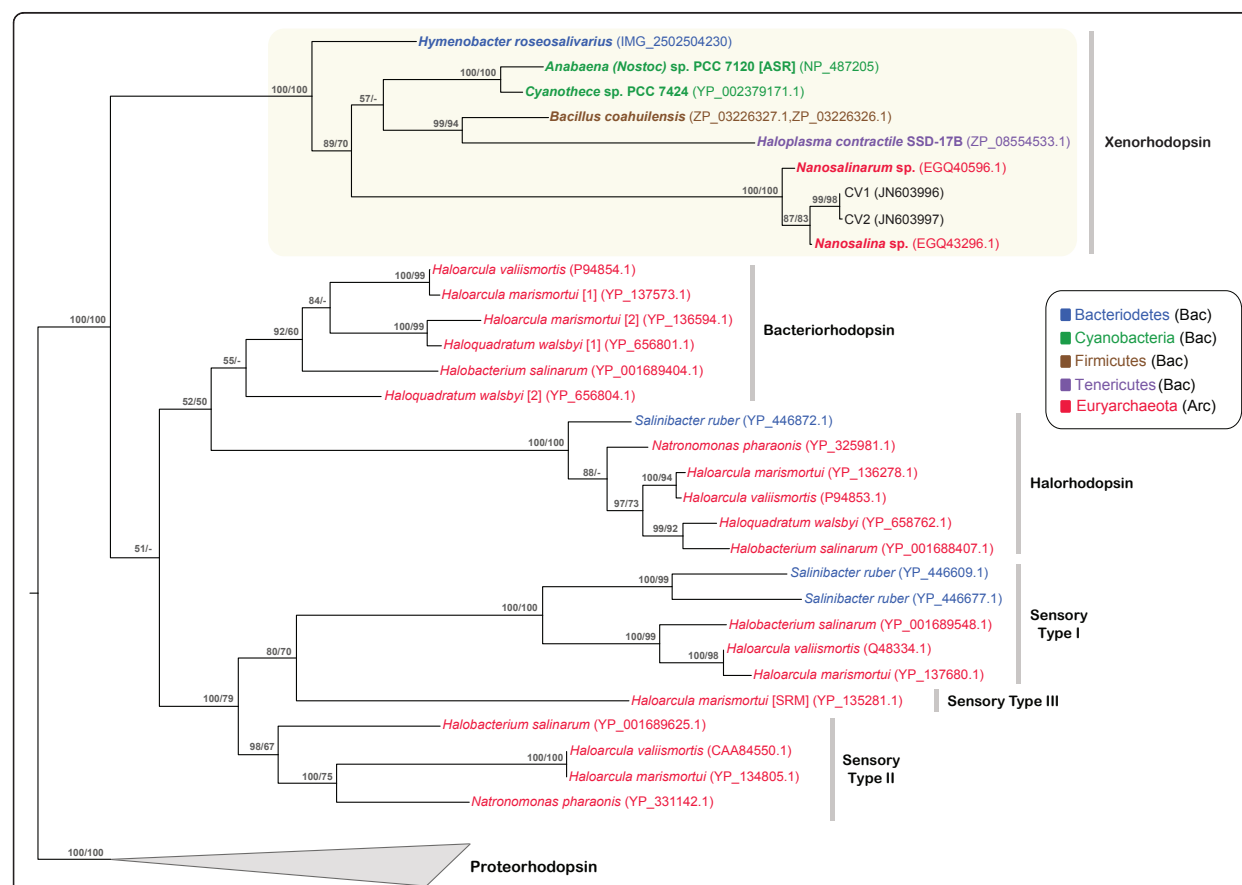 Hymenobacter roseosalivarius (IMG_2502504230)
100/100
Anabaena (Nostoc) sp. PCC 7120 [ASR] (NP_487205)
100/100
57/-
Cyanothece sp. PCC 7424 (YP_002379171.1)
Bacillus coahuilensis (ZP_03226327.1,ZP_03226326.1)
99/94
89/70
Haloplasma contractile SSD-17B (ZP_08554533.1)
Xenorhodopsin
Nanosalinarum sp. (EGQ40596.1)
100/100
CV1 (JN603996)
99/98
87/83
CV2 (JN603997)
Nanosalina sp. (EGQ43296.1)
Haloarcula valiismortis (P94854.1)
100/99
84/-
Haloarcula marismortui [1] (YP_137573.1)
100/100
92/60
Haloarcula marismortui [2] (YP_136594.1)
100/99
Haloquadratum walsbyi [1] (YP_656801.1)
Bacteriorhodopsin
55/-
Halobacterium salinarum (YP_001689404.1)
Haloquadratum walsbyi [2] (YP_656804.1)
52/50
Salinibacter ruber (YP_446872.1)
100/100
Natronomonas pharaonis (YP_325981.1)
88/-
Haloarcula marismortui (YP_136278.1)
100/94
97/73
Haloarcula valiismortis (P94853.1)
Halorhodopsin
Haloquadratum walsbyi (YP_658762.1)
99/92
Halobacterium salinarum (YP_001688407.1)
51/-
Salinibacter ruber (YP_446609.1)
100/99
Salinibacter ruber (YP_446677.1)
100/100
Halobacterium salinarum (YP_001689548.1)
100/99
Haloarcula valiismortis (Q48334.1)
100/98
Haloarcula marismortui (YP_137680.1)
Sensory
Type I
80/70
Haloarcula marismortui [SRM] (YP_135281.1)
Sensory Type III
100/79
Halobacterium salinarum (YP_001689625.1)
98/67
Haloarcula valiismortis (CAA84550.1)
100/100
Haloarcula marismortui (YP_134805.1)
100/75
Natronomonas pharaonis (YP_331142.1)
Sensory
Type II
100/100
Proteorhodopsin
Bacteriodetes (Bac)
Cyanobacteria (Bac)
Firmicutes (Bac)
Tenericutes (Bac)
Euryarchaeota (Arc)